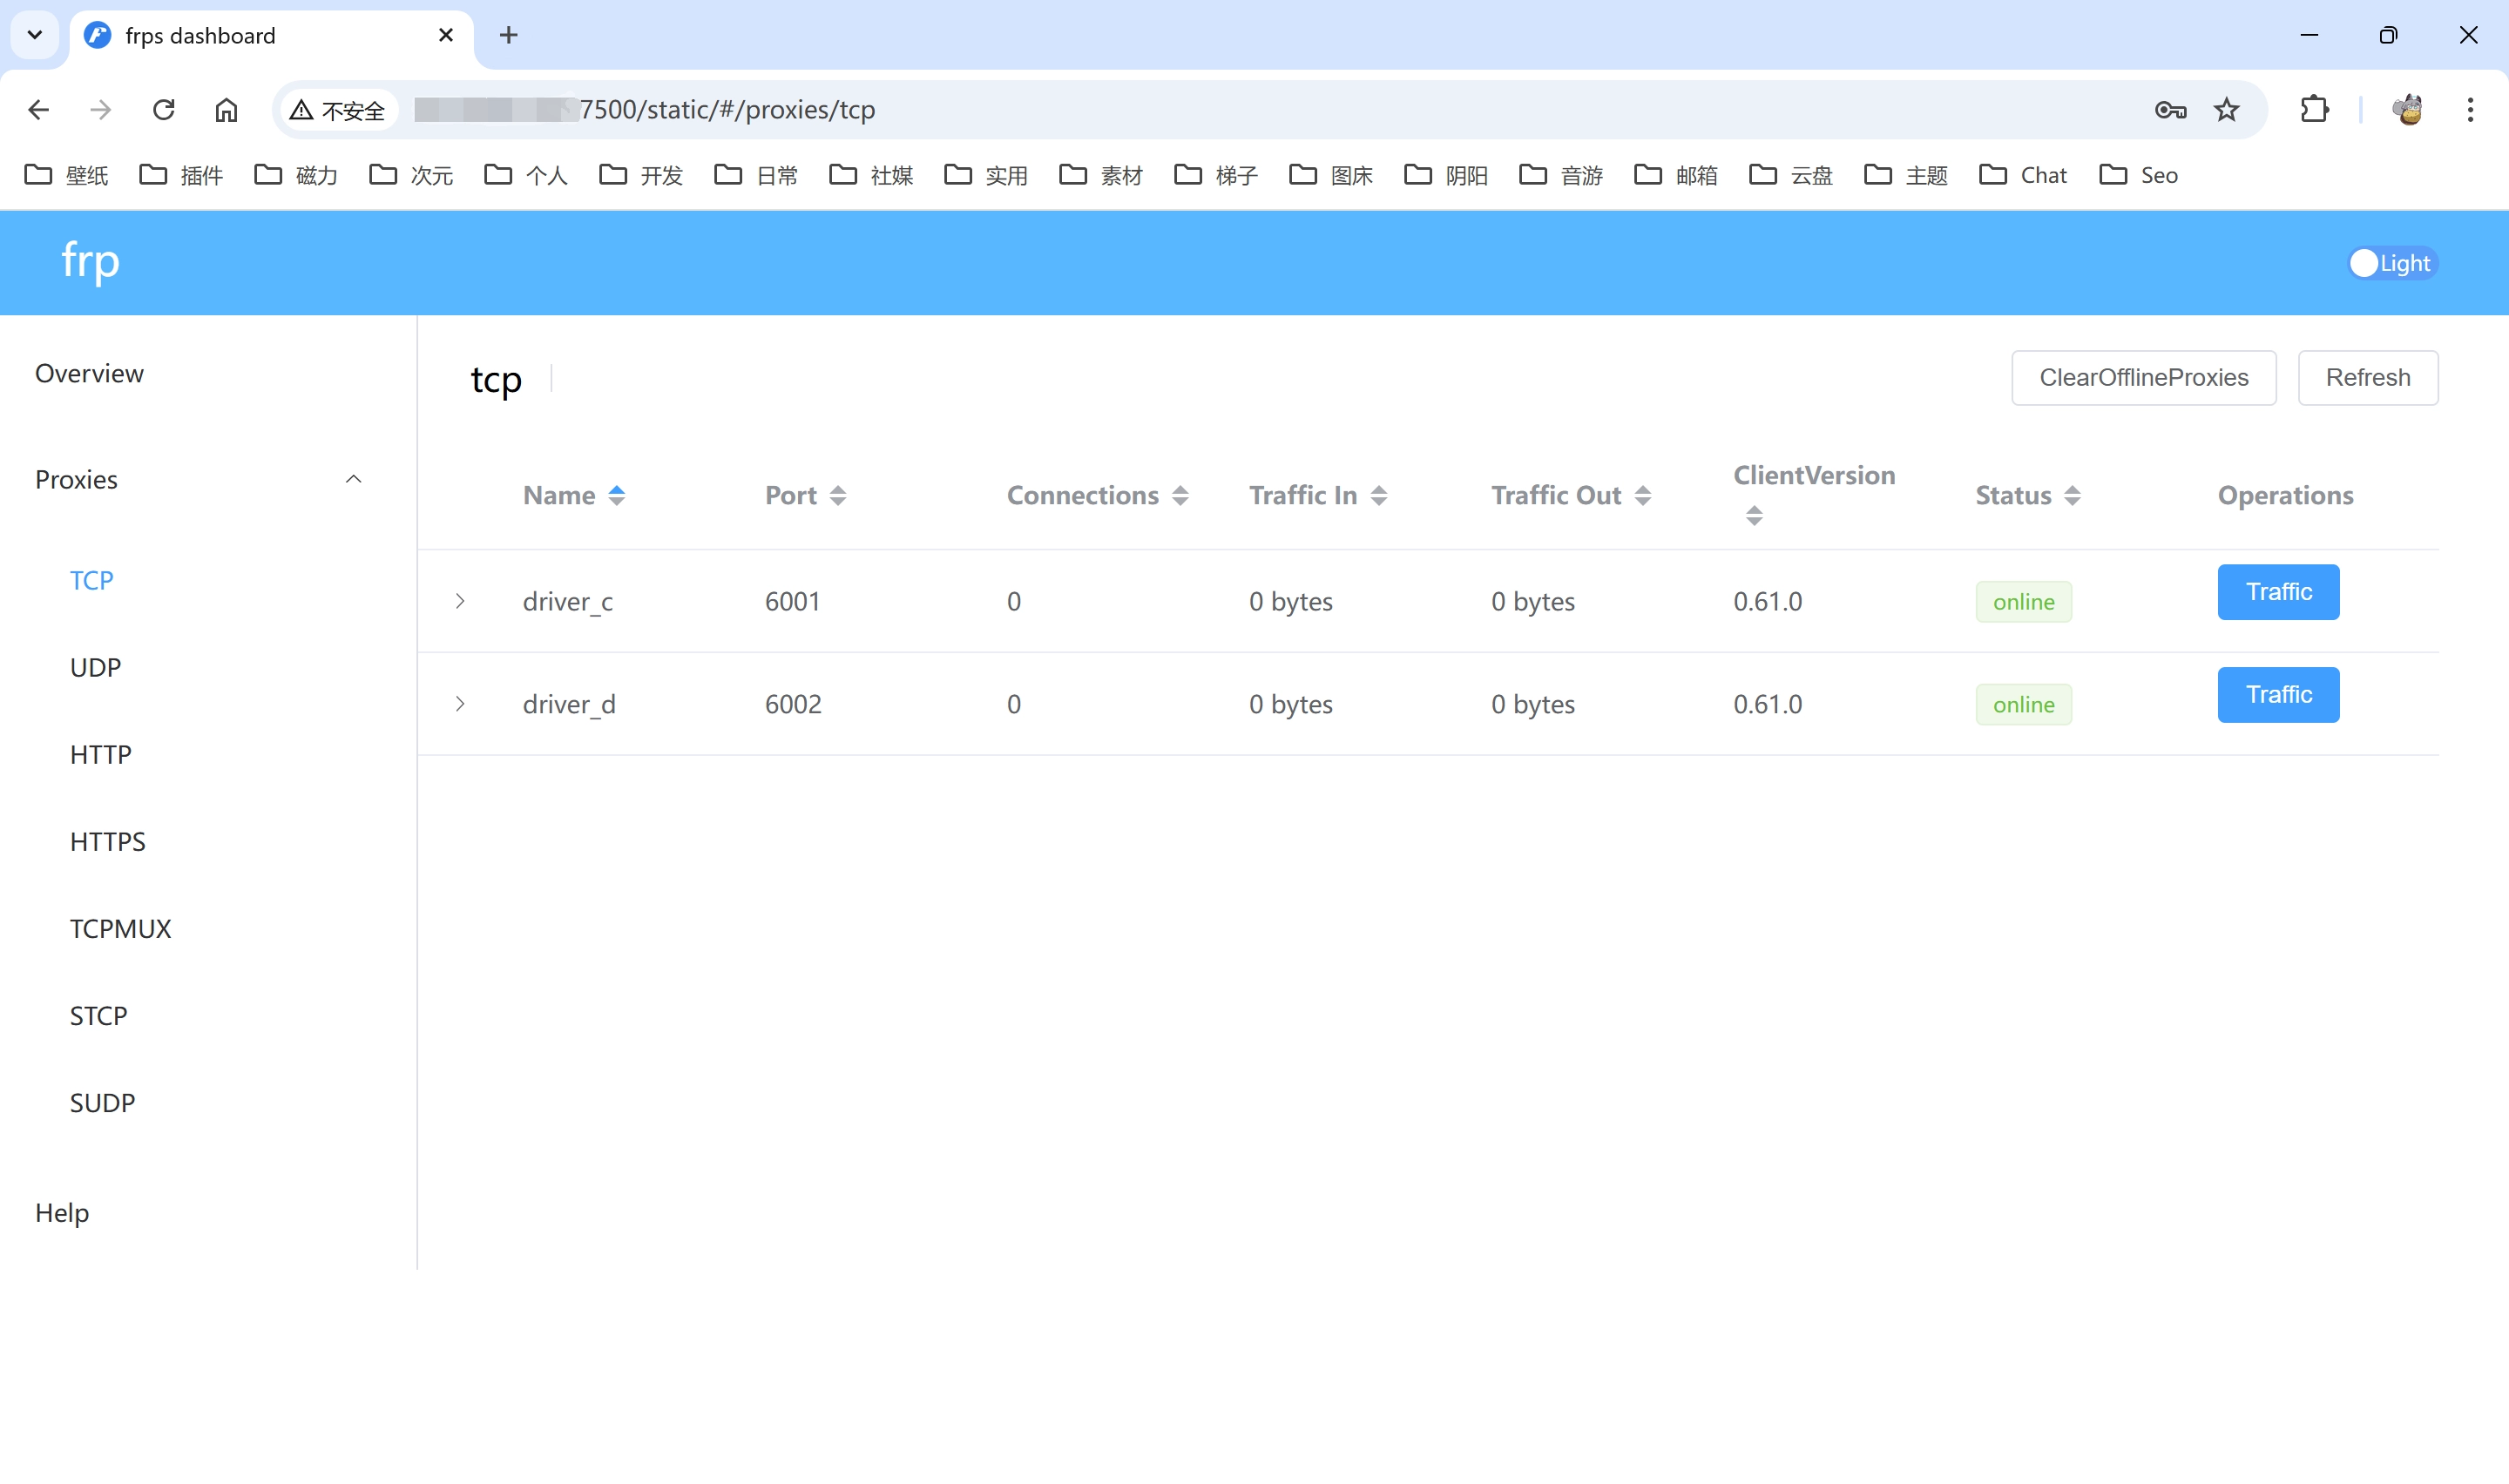 frps dashboard
不安全 7500/static/#/proxies/tcp
壁纸 插件 磁力 次元 个人 开发 日常 社媒 实用 素材 梯子 图床 阴阳 音游 邮箱 云盘 主题 Chat Seo
frp Light
Overview
Proxies
TCP
UDP
HTTP
HTTPS
TCPMUX
STCP
SUDP
Help
tcp ClearOfflineProxies Refresh
Name Port Connections Traffic In Traffic Out ClientVersion Status Operations
driver_c 6001 0 0 bytes 0 bytes 0.61.0 online Traffic
driver_d 6002 0 0 bytes 0 bytes 0.61.0 online Traffic